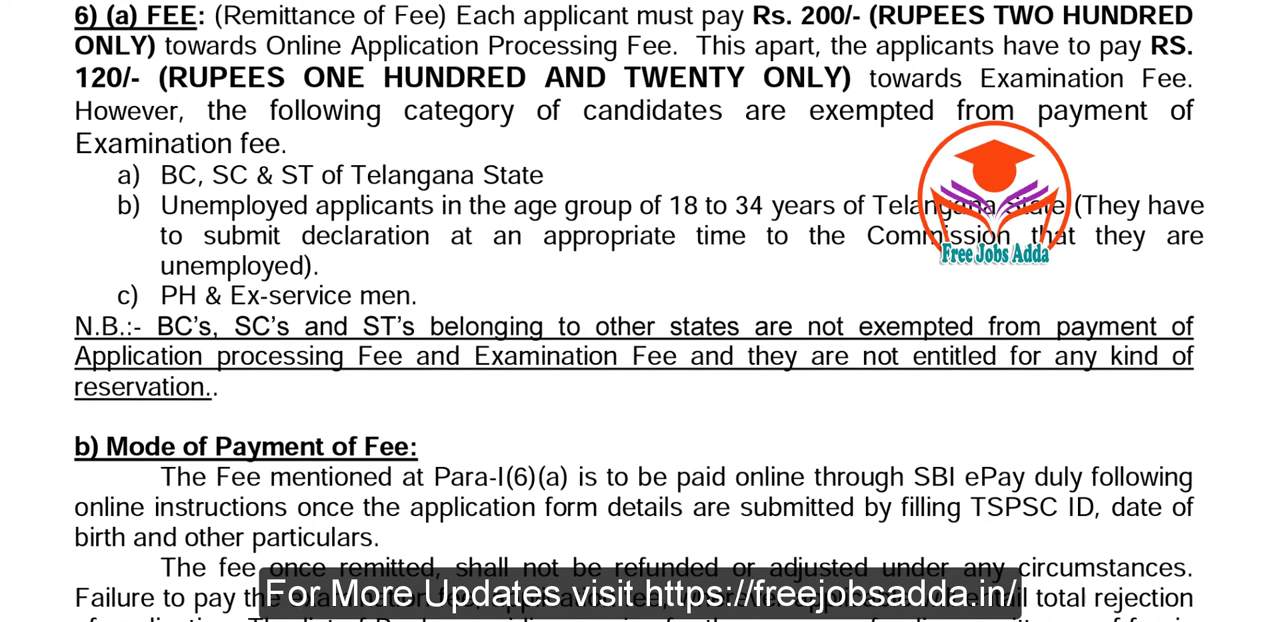 6) (a) FEE: (Remittance of Fee) Each applicant must pay Rs. 200/- (RUPEES TWO HUNDRED
ONLY) towards Online Application Processing Fee. This apart, the applicants have to pay RS.
120/- (RUPEES ONE HUNDRED AND TWENTY ONLY) towards Examination Fee.
However, the following category of candidates are exempted from payment of
Examination fee.
a) BC, SC & ST of Telangana State
b) Unemployed applicants in the age group of 18 to 34 years of Telangana State (They have
to submit declaration at an appropriate time to the Commission that they are
unemployed).
c) PH & Ex-service men.
Free Jobs Adda
N.B.:- BC's, SC's and ST's belonging to other states are not exempted from payment of
Application processing Fee and Examination Fee and they are not entitled for any kind of
reservation..
b) Mode of Payment of Fee:
The Fee mentioned at Para-I(6)(a) is to be paid online through SBI ePay duly following
online instructions once the application form details are submitted by filling TSPSC ID, date of
birth and other particulars.
The fee once remitted, shall not be refunded or adjusted under any circumstances.
Failure to pay total rejection
For More Updates visit https://freejobsadda.in/